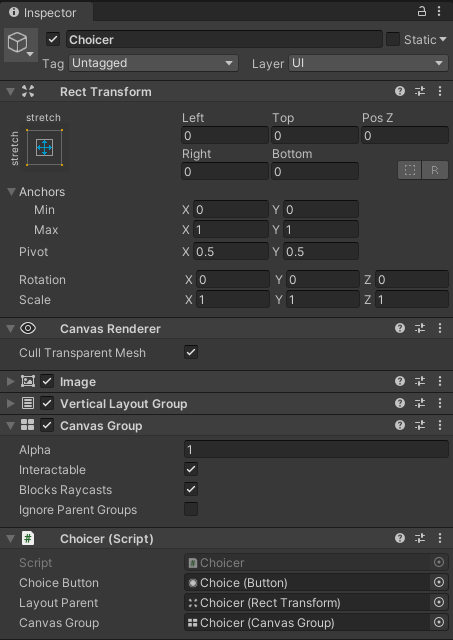 Inspector
Choicer Static
Tag Untagged Layer UI
Rect Transform
stretch Left Top Pos Z
stretch 0 0 0
Right Bottom
0 0 R
Anchors
Min X 0 Y 0
Max X 1 Y 1
Pivot X 0.5 Y 0.5
Rotation X 0 Y 0 Z 0
Scale X 1 Y 1 Z 1
Canvas Renderer
Cull Transparent Mesh
Image
Vertical Layout Group
Canvas Group
Alpha 1
Interactable
Blocks Raycasts
Ignore Parent Groups
# Choicer (Script)
Script # Choicer
Choice Button Choice (Button)
Layout Parent Choicer (Rect Transform)
Canvas Group Choicer (Canvas Group)